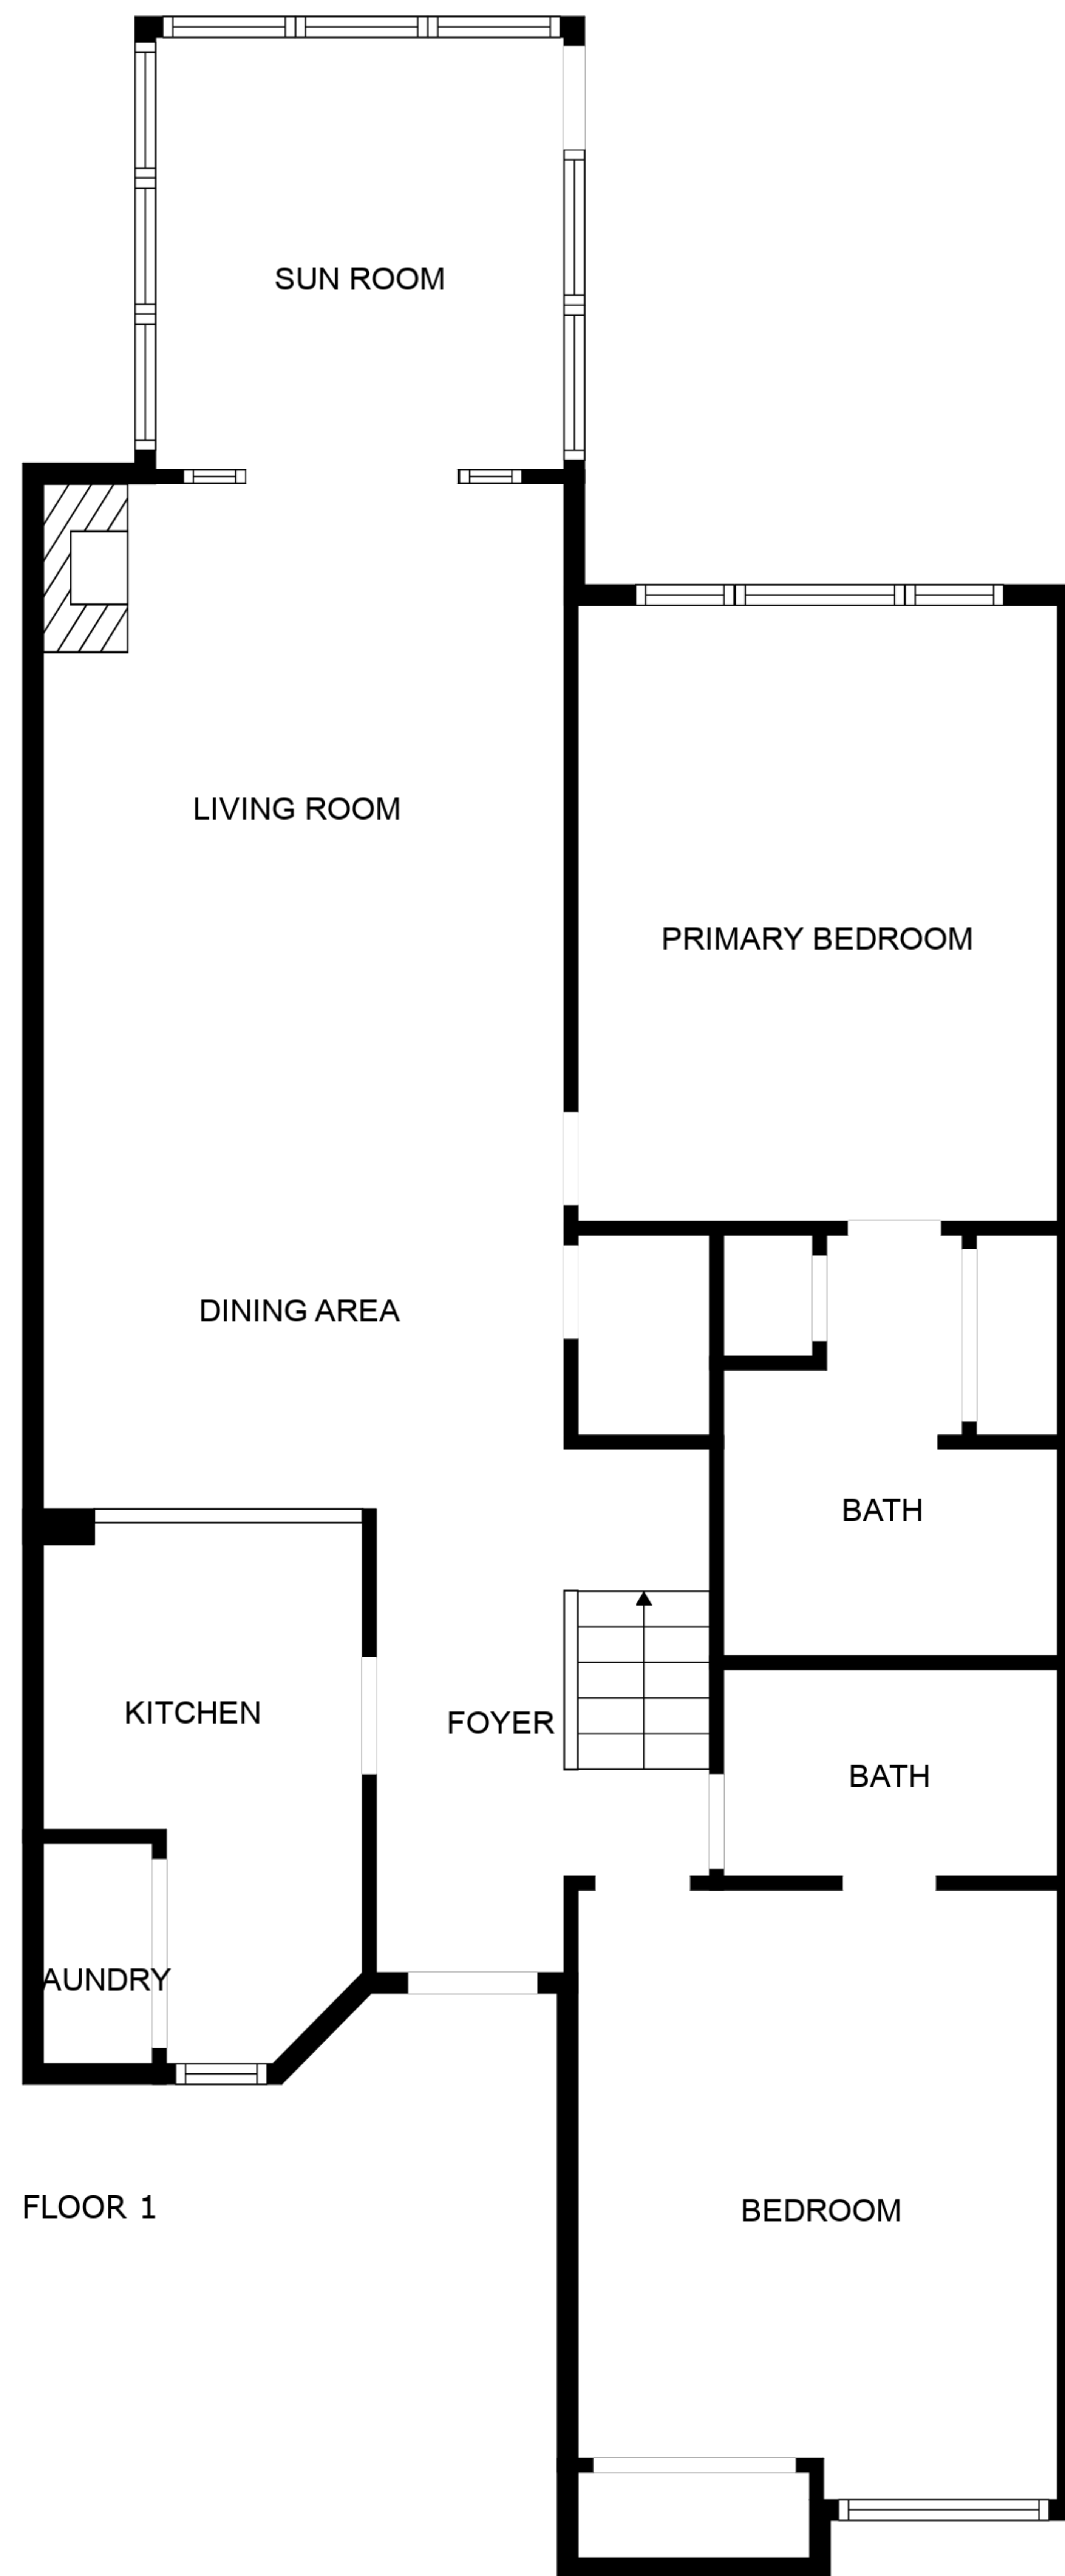 SUN ROOM
LIVING ROOM
PRIMARY BEDROOM
DINING AREA
BATH
KITCHEN
FOYER
BATH
AUNDRY
FLOOR 1
BEDROOM